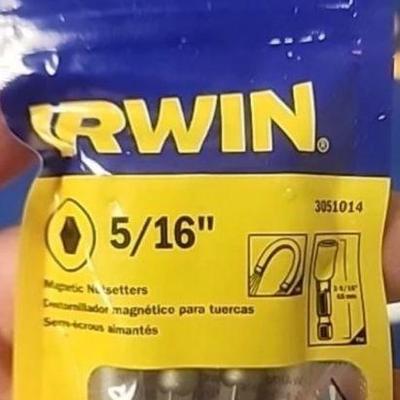 IRWIN®
3051014
5/16"
Magnetic Nutsetters
Destornillador magnético para tuercas
Serre-écrous aimantés